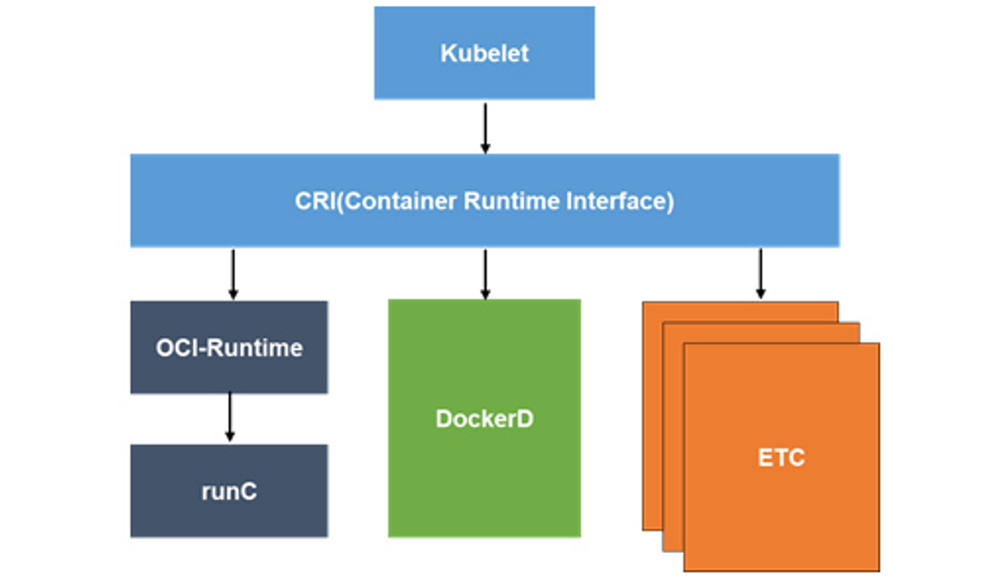 Kubelet
CRI(Container Runtime Interface)
OCI-Runtime
DockerD
ETC
runC